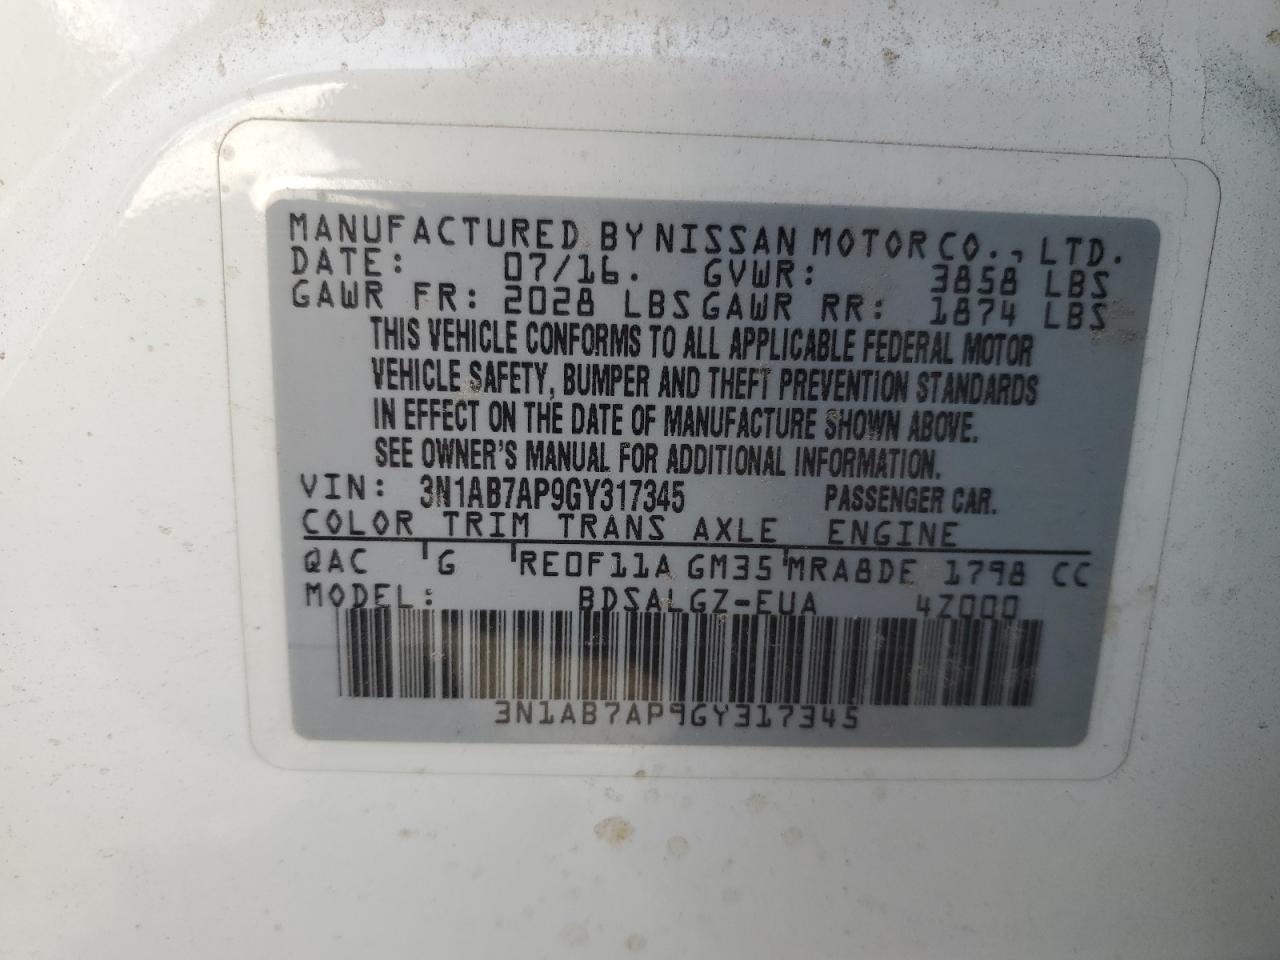 MANUFACTURED BY NISSAN MOTOR CO., LTD.
DATE: 07/16. GVWR: 3858 LBS
GAWR FR: 2028 LBS GAWR RR: 1874 LBS
THIS VEHICLE CONFORMS TO ALL APPLICABLE FEDERAL MOTOR
VEHICLE SAFETY, BUMPER AND THEFT PREVENTION STANDARDS
IN EFFECT ON THE DATE OF MANUFACTURE SHOWN ABOVE.
SEE OWNER'S MANUAL FOR ADDITIONAL INFORMATION.
VIN: 3N1AB7AP9GY317345 PASSENGER CAR.
COLOR TRIM TRANS AXLE ENGINE
QAC G RE0F11A GM35 MRA8DE 1798 CC
MODEL: BDSALGZ-EUA 4Z000
3N1AB7AP9GY317345